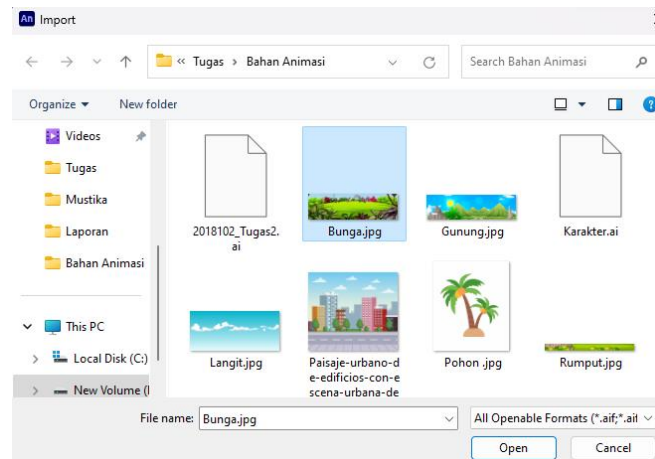 An Import
« Tugas > Bahan Animasi
Search Bahan Animasi
Organize
New folder
Videos
Tugas
Mustika
Laporan
Bahan Animasi
This PC
Local Disk (C:)
New Volume (
2018102_Tugas2.
ai
Bunga.jpg
Gunung.jpg
Karakter.ai
Langit.jpg
Paisaje-urbano-d
e-edificios-con-e
scena-urbana-de
Pohon .jpg
Rumput.jpg
File name: Bunga.jpg
All Openable Formats (*.aif;*.aif
Open
Cancel